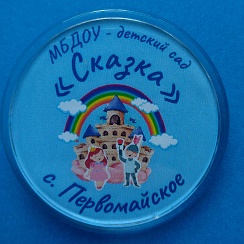 МБДОУ - детский сад
« Сказка »
с. Первомайское